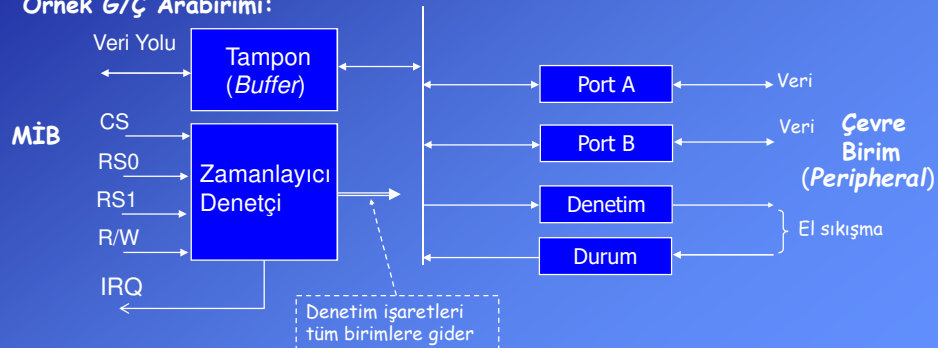 Örnek G/Ç Arabirimi:
Veri Yolu
Tampon
(Buffer)
MİB
CS
RS0
RS1
R/W
IRQ
Zamanlayıcı
Denetçi
Denetim işaretleri
tüm birimlere gider
Port A
Veri
Port B
Veri
Denetim
Durum
El sıkışma
Çevre
Birim
(Peripheral)